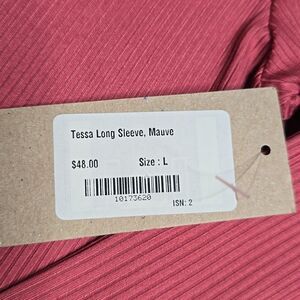 Tessa Long Sleeve, Mauve
$48.00 Size : L
10173620
ISN: 2